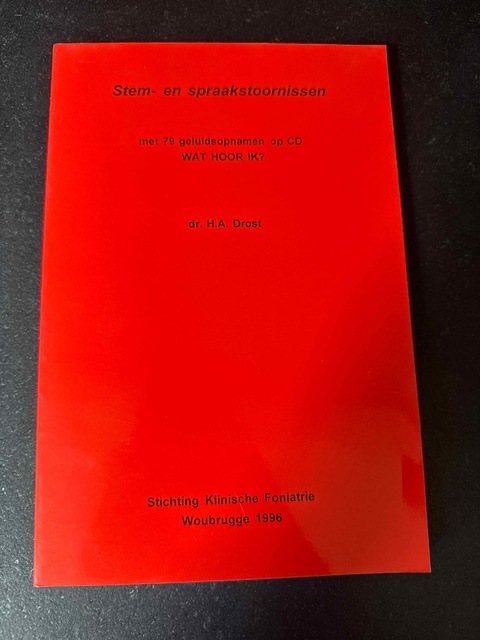 Stem- en spraakstoornissen
met 79 geluidsopnamen op CD
WAT HOOR IK?
dr. H.A. Drost
Stichting Klinische Foniatrie
Woubrugge 1996